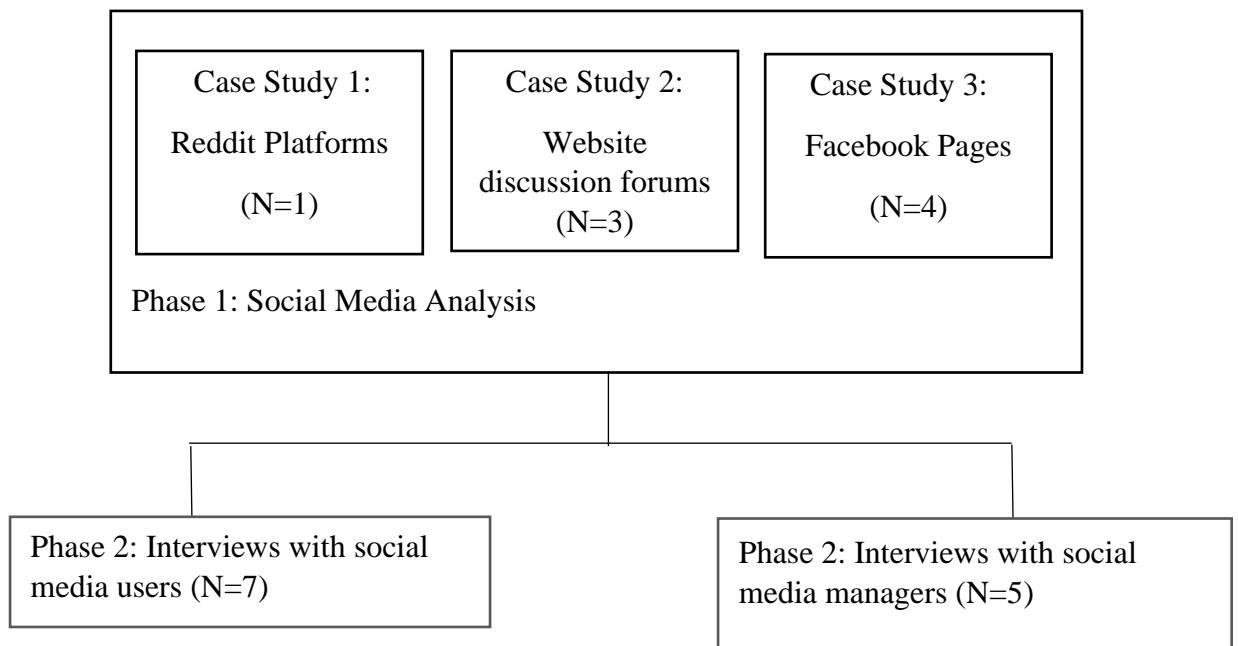 Case Study 1:
Reddit Platforms
(N=1)
Case Study 2:
Website
discussion forums
(N=3)
Case Study 3:
Facebook Pages
(N=4)
Phase 1: Social Media Analysis
Phase 2: Interviews with social
media users (N=7)
Phase 2: Interviews with social
media managers (N=5)